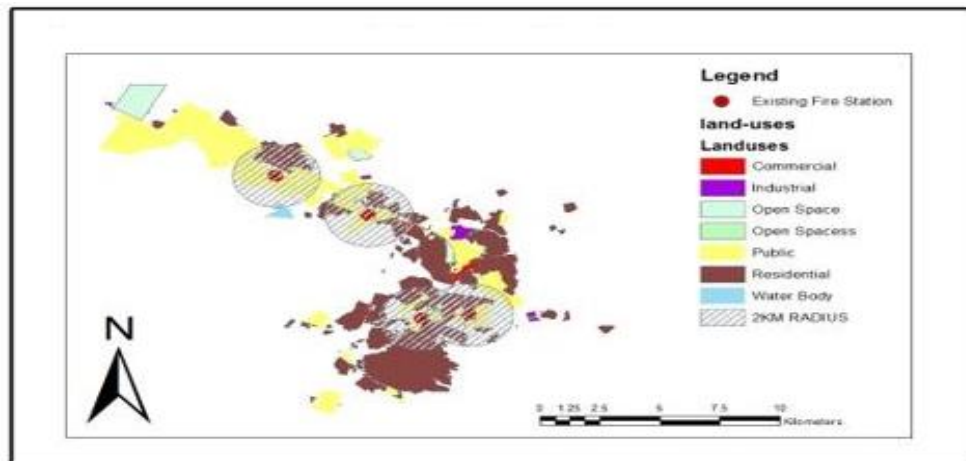 Legend
Existing Fire Station
land-uses
Landuses
Commercial
Industrial
Open Space
Open Spacess
Public
Residential
Water Body
2KM RADIUS
N
0 1.25 2.5 5 7.5 10
Kilometers